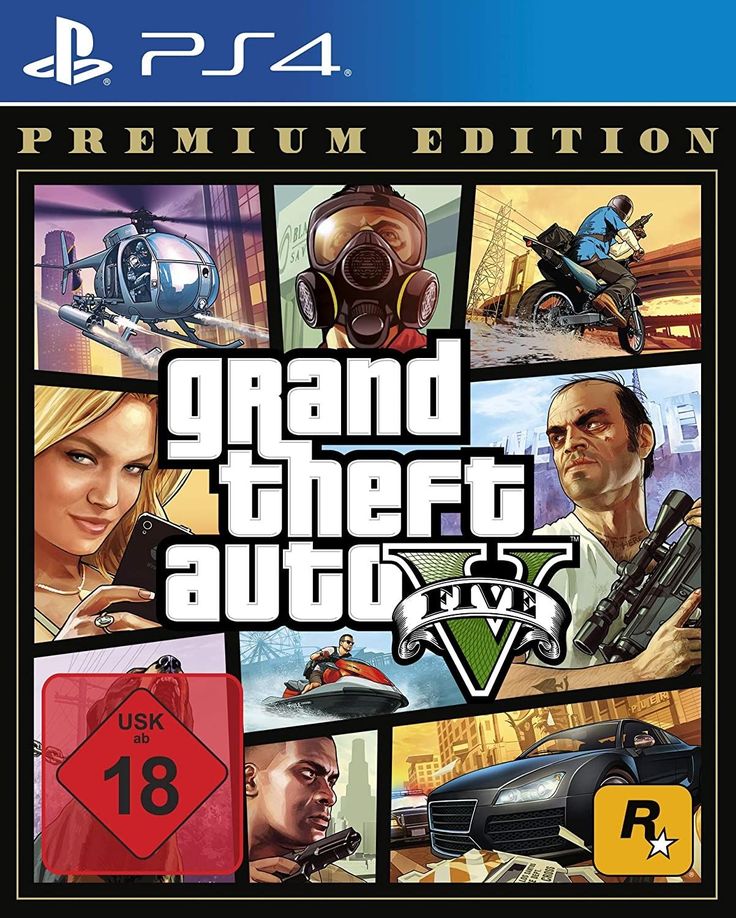 PS4
PREMIUM EDITION
grand
theft
auto V
FIVE
USK
ab
18
R